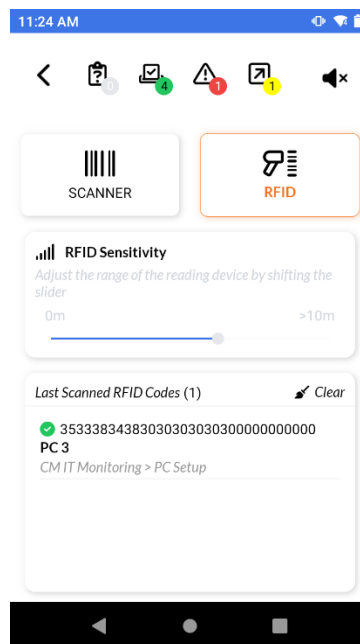 11:24 AM
0
4
1
1
SCANNER
RFID
RFID Sensitivity
Adjust the range of the reading device by shifting the
slider
0m
>10m
Last Scanned RFID Codes (1)
Clear
353338343830303030303000000000000
PC 3
CM IT Monitoring > PC Setup